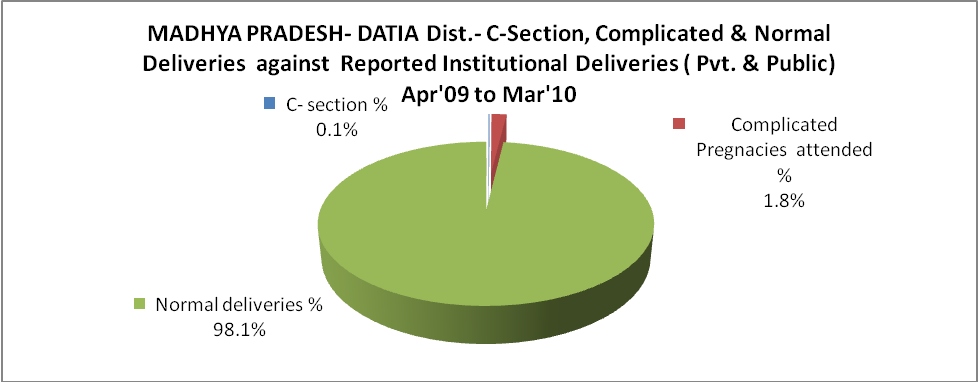 MADHYA PRADESH- DATIA Dist.- C-Section, Complicated & Normal
Deliveries against Reported Institutional Deliveries ( Pvt. & Public)
Apr'09 to Mar'10
C- section %
0.1%
Complicated
Pregnacies attended
%
1.8%
Normal deliveries %
98.1%